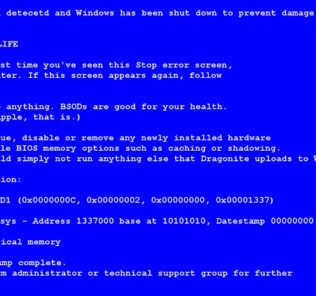 detecetd and Windows has been shut down to prevent damage
LIFE
st time you've seen this Stop error screen,
ter. If this screen appears again, follow
anything. BSODs are good for your health.
pple, that is.)
ue, disable or remove any newly installed hardware
le BIOS memory options such as caching or shadowing.
ld simply not run anything else that Dragonite uploads to W
ion:
D1 (0x0000000C, 0x00000002, 0x00000000, 0x00001337)
sys - Address 1337000 base at 10101010, Datestamp 00000000
ical memory
ump complete.
m administrator or technical support group for further